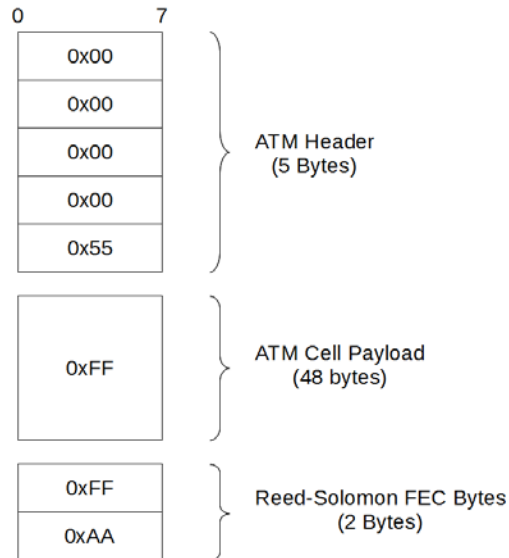 0 7
0x00
0x00
0x00
0x00
0x55
ATM Header
(5 Bytes)
0xFF
ATM Cell Payload
(48 bytes)
0xFF
0xAA
Reed-Solomon FEC Bytes
(2 Bytes)